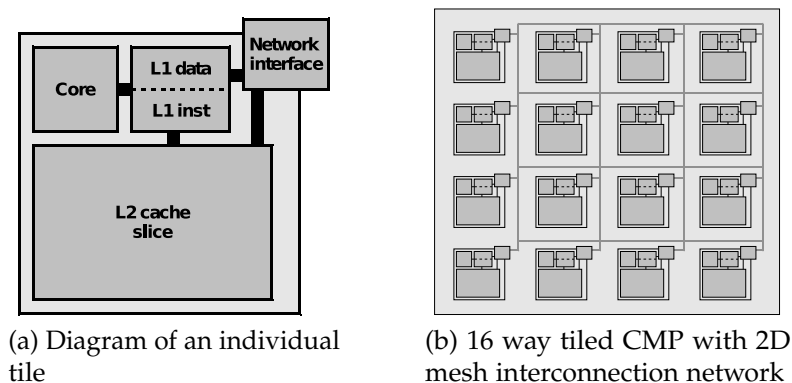 Network
interface
L1 data
Core
L1 inst
L2 cache
slice
(a) Diagram of an individual
tile
(b) 16 way tiled CMP with 2D
mesh interconnection network